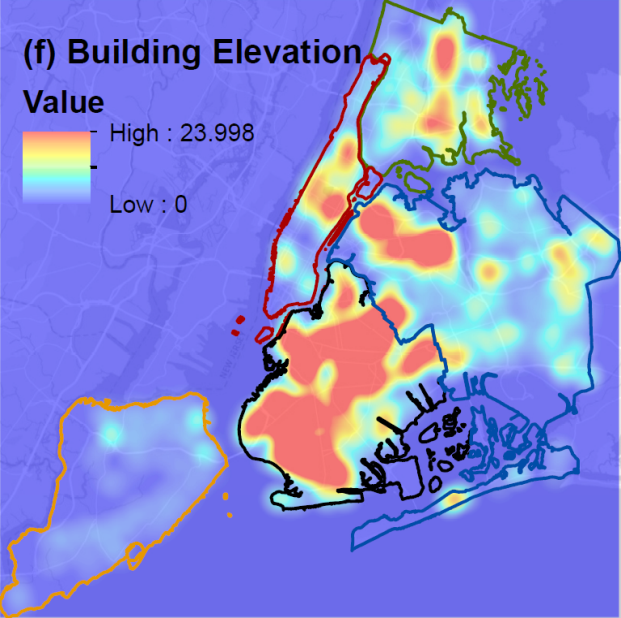 (f) Building Elevation
Value
High : 23.998
Low : 0